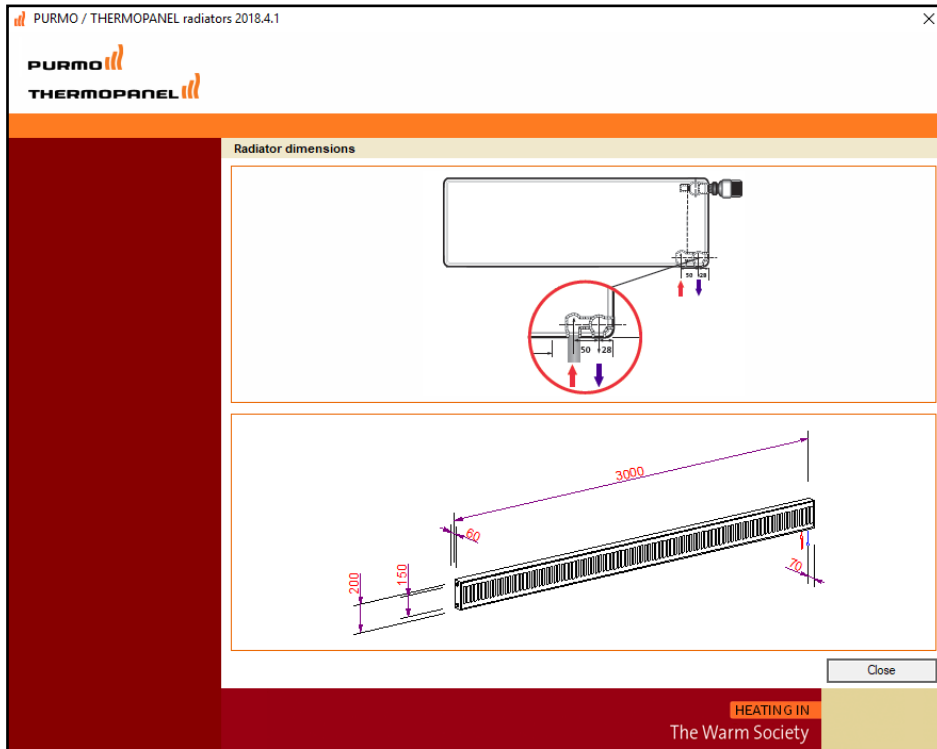 PURMO / THERMOPANEL radiators 2018.4.1
PURMO
THERMOPANEL
Radiator dimensions
50 28
50 28
3000
60
200
150
70
Close
HEATING IN
The Warm Society